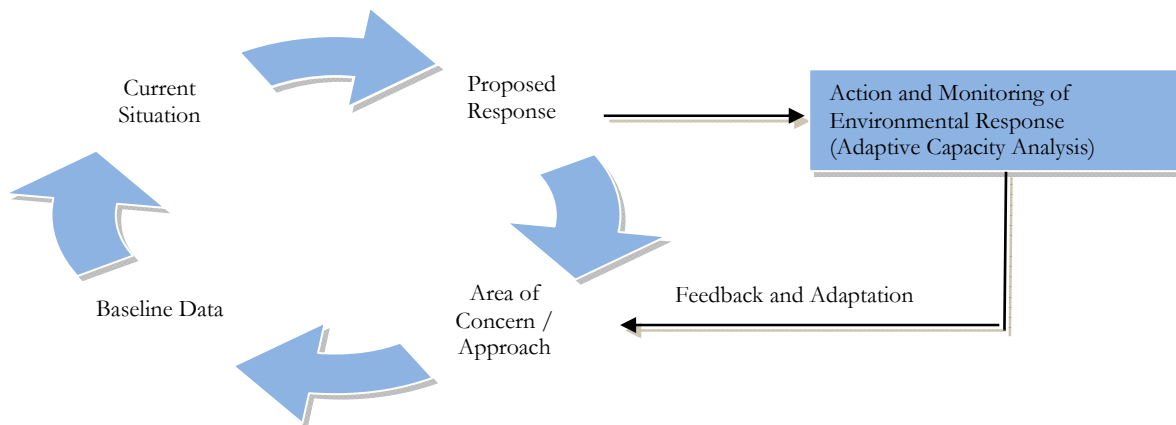 Current
Situation
Proposed
Response
Action and Monitoring of
Environmental Response
(Adaptive Capacity Analysis)
Baseline Data
Area of
Concern /
Approach
Feedback and Adaptation